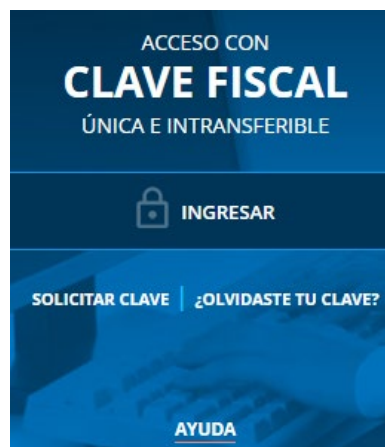 ACCESO CON
CLAVE FISCAL
ÚNICA E INTRANSFERIBLE
INGRESAR
SOLICITAR CLAVE | ¿OLVIDASTE TU CLAVE?
AYUDA